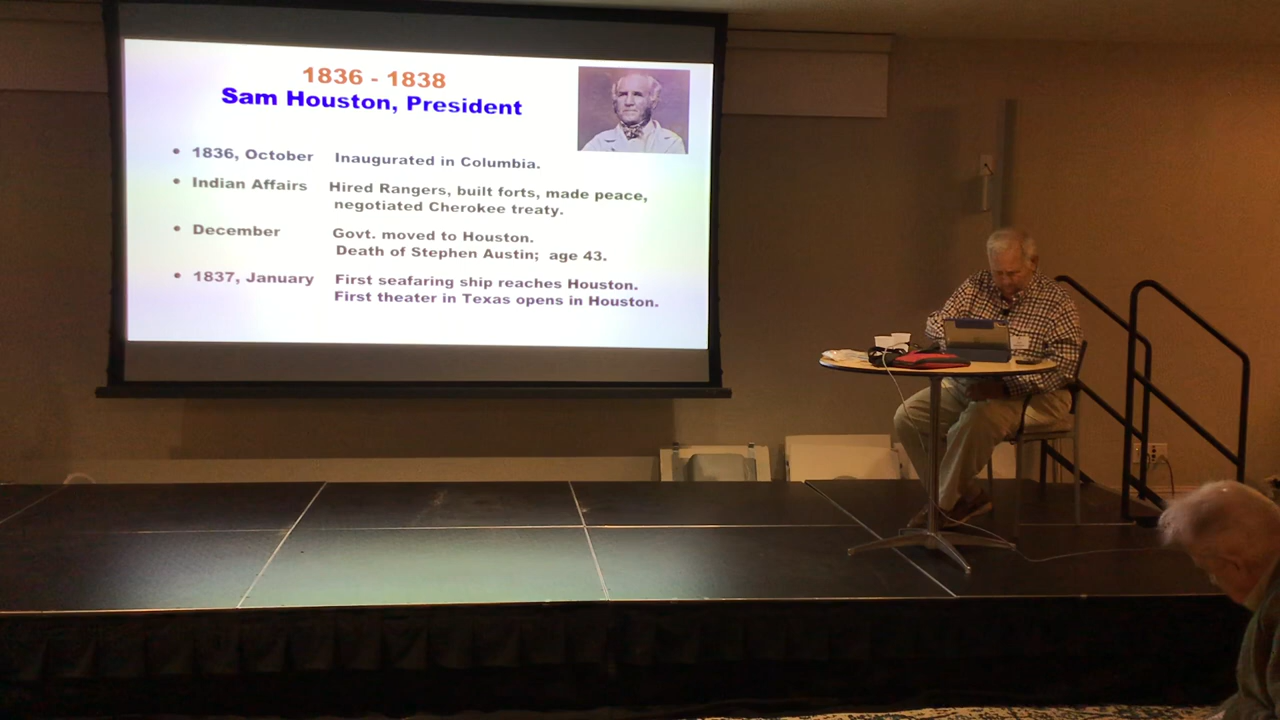 1836 - 1838
Sam Houston, President
• 1836, October Inaugurated in Columbia.
• Indian Affairs Hired Rangers, built forts, made peace,
negotiated Cherokee treaty.
• December Govt. moved to Houston.
Death of Stephen Austin; age 43.
• 1837, January First seafaring ship reaches Houston.
First theater in Texas opens in Houston.